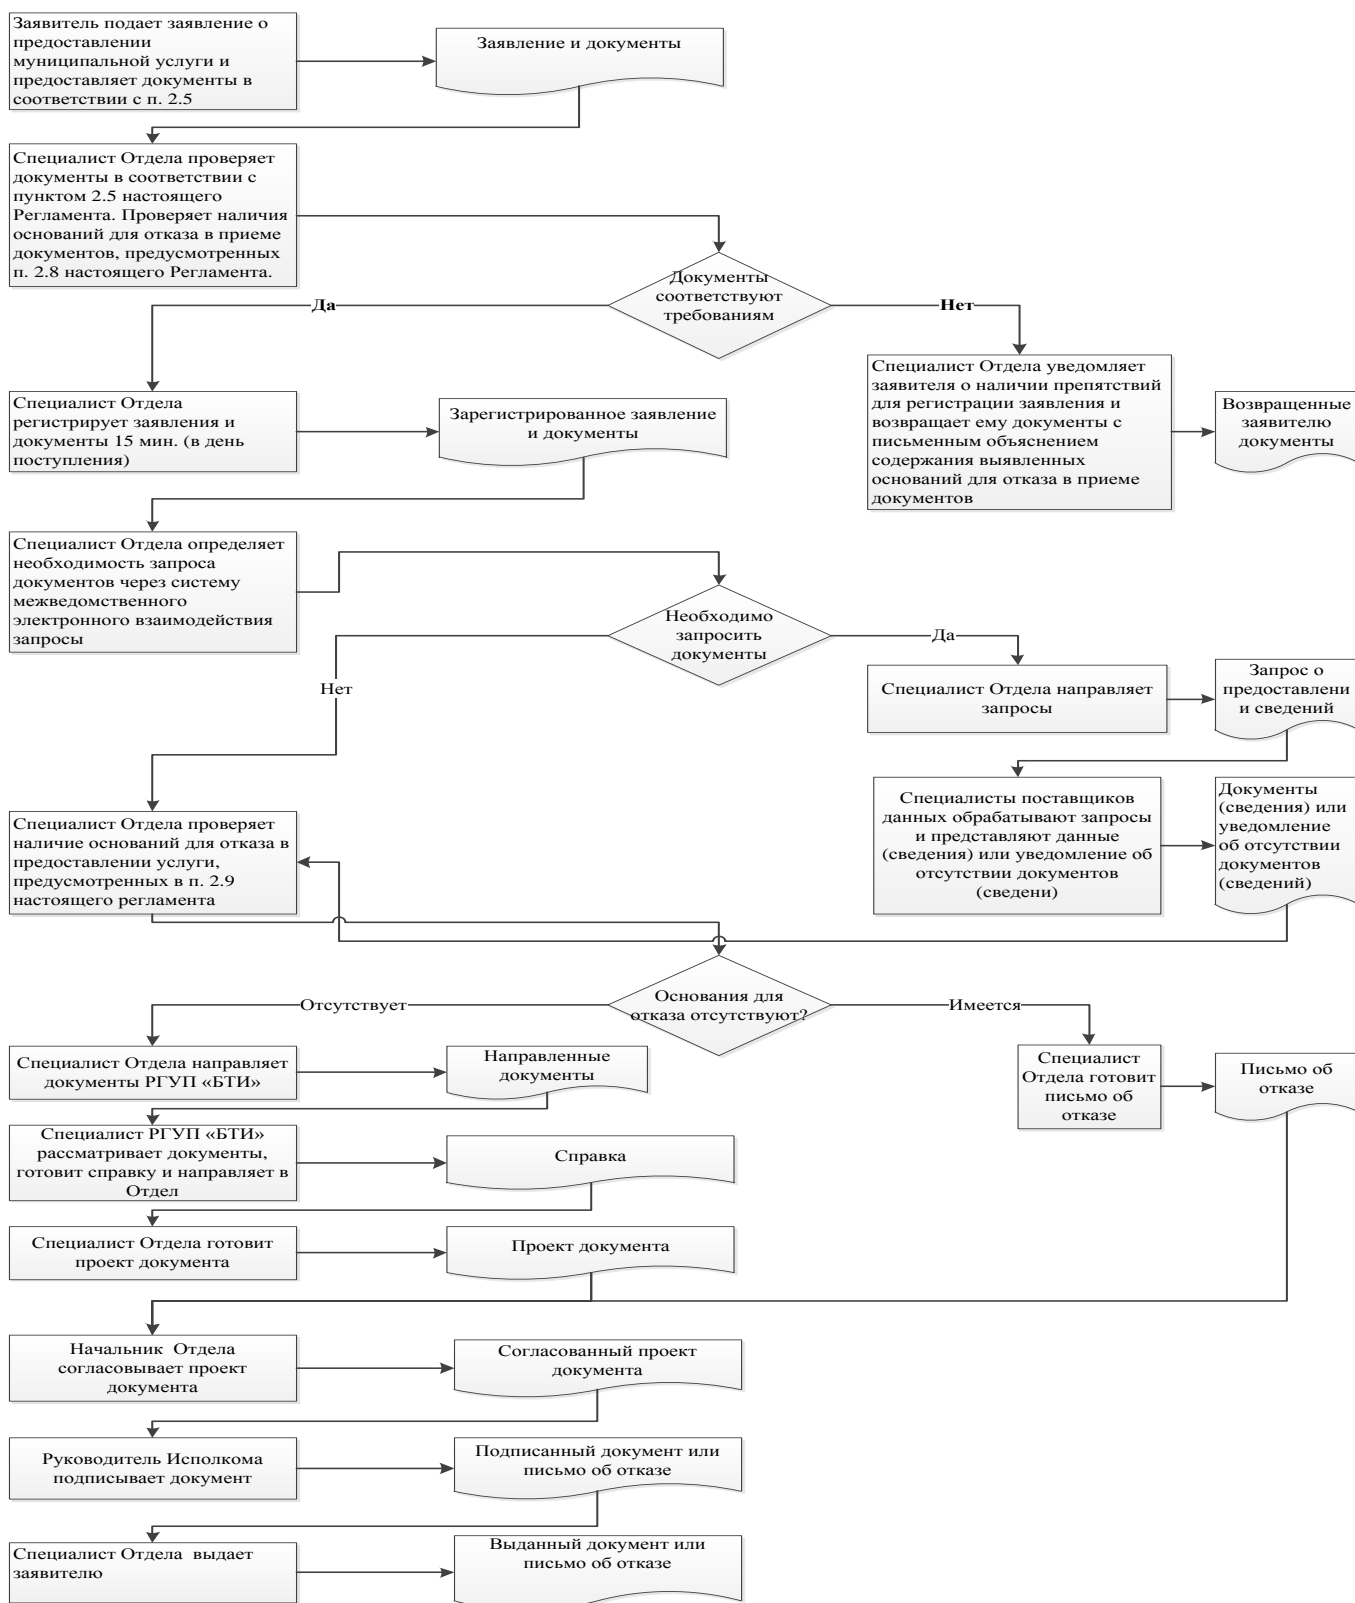 Заявитель подает заявление о
предоставлении
муниципальной услуги и
предоставляет документы в
соответствии с п. 2.5
Заявление и документы
Специалист Отдела проверяет
документы в соответствии с
пунктом 2.5 настоящего
Регламента. Проверяет наличия
оснований для отказа в приеме
документов, предусмотренных
п. 2.8 настоящего Регламента.
Документы
соответствуют
требованиям
Да
Нет
Специалист Отдела
регистрирует заявления и
документы 15 мин. (в день
поступления)
Зарегистрированное заявление
и документы
Специалист Отдела уведомляет
заявителя о наличии препятствий
для регистрации заявления и
возвращает ему документы с
письменным объяснением
содержания выявленных
оснований для отказа в приеме
документов
Возвращенные
заявителю
документы
Специалист Отдела определяет
необходимость запроса
документов через систему
межведомственного
электронного взаимодействия
запросы
Необходимо
запросить
документы
Да
Нет
Специалист Отдела направляет
запросы
Запрос о
предоставлени
и сведений
Специалисты поставщиков
данных обрабатывают запросы
и представляют данные
(сведения) или уведомление об
отсутствии документов
(сведени)
Документы
(сведения) или
уведомление
об отсутствии
документов
(сведений)
Специалист Отдела проверяет
наличие оснований для отказа в
предоставлении услуги,
предусмотренных в п. 2.9
настоящего регламента
Основания для
отказа отсутствуют?
Отсутствует
Имеется
Специалист Отдела направляет
документы РГУП «БТИ»
Направленные
документы
Специалист
Отдела готовит
письмо об
отказе
Письмо об
отказе
Специалист РГУП «БТИ»
рассматривает документы,
готовит справку и направляет в
Отдел
Справка
Специалист Отдела готовит
проект документа
Проект документа
Начальник  Отдела
согласовывает проект
документа
Согласованный проект
документа
Руководитель Исполкома
подписывает документ
Подписанный документ или
письмо об отказе
Специалист Отдела  выдает
заявителю
Выданный документ или
письмо об отказе